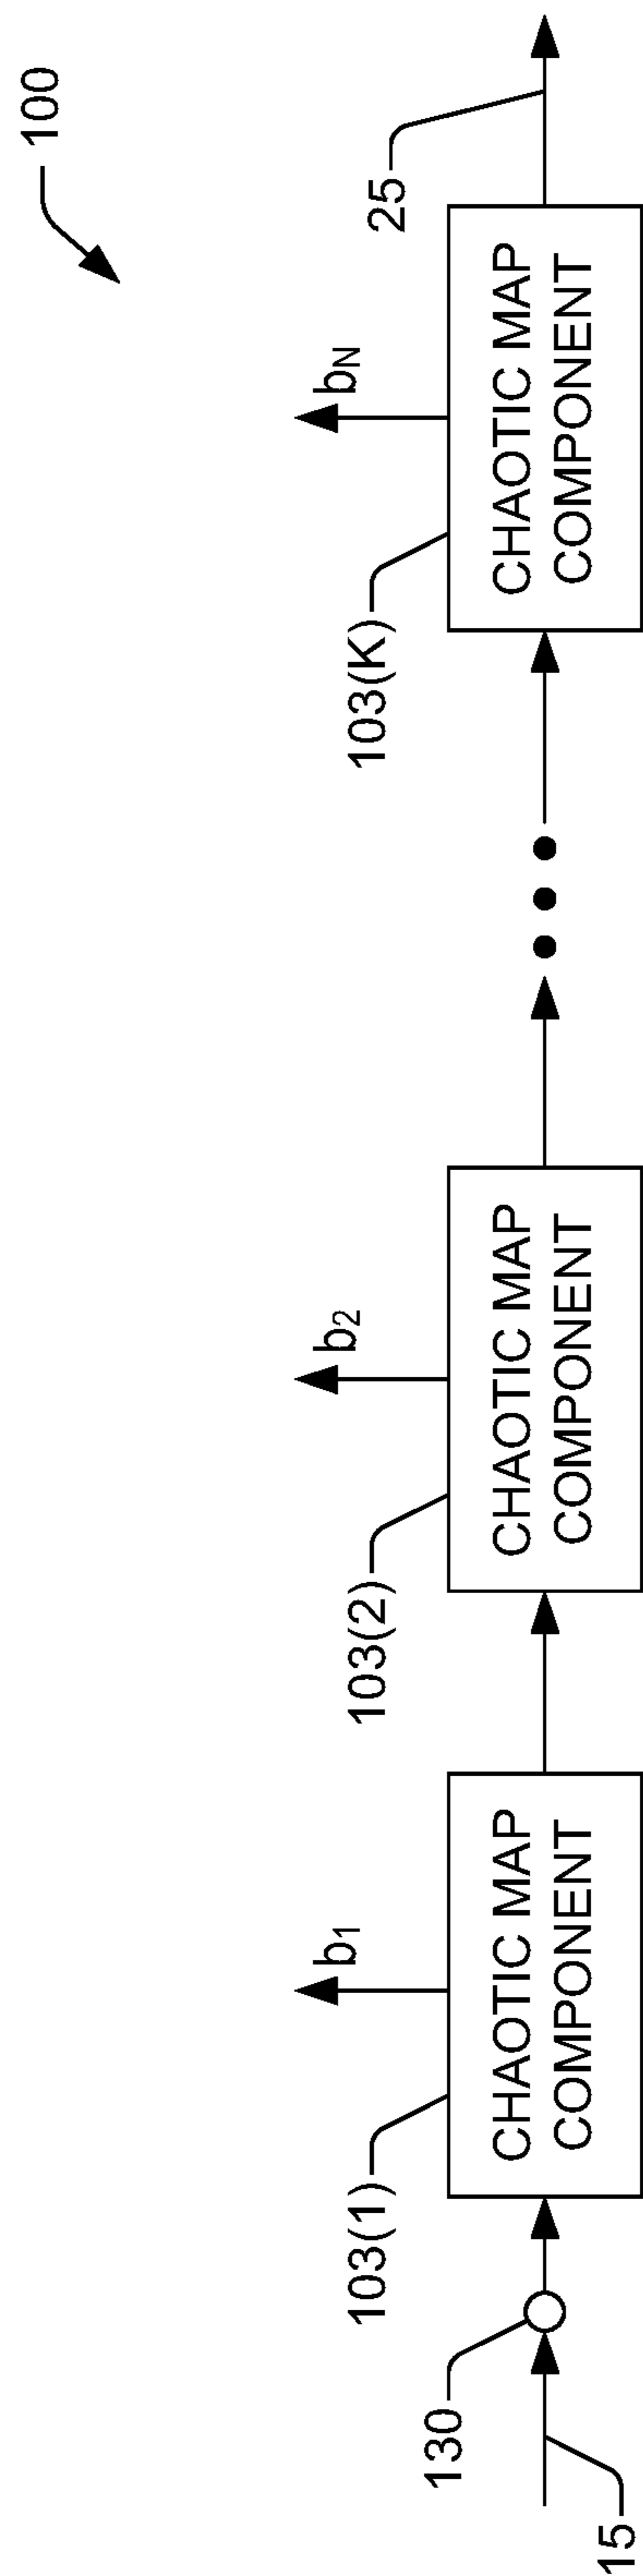 100
b₁
b₂
bN
103(1)
103(2)
103(K)
25
130
15
CHAOTIC MAP
COMPONENT
CHAOTIC MAP
COMPONENT
CHAOTIC MAP
COMPONENT